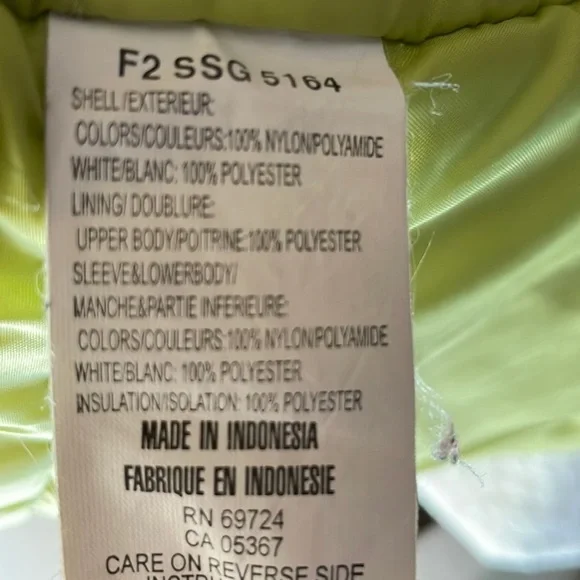 F2 SSG 5164
SHELL/EXTERIEUR:
COLORS/COULEURS:100% NYLON/POLYAMIDE
WHITE/BLANC: 100% POLYESTER
LINING/ DOUBLURE:
UPPER BODY/POITRINE:100% POLYESTER
SLEEVE&LOWERBODY/
MANCHE&PARTIE INFERIEURE:
COLORS/COULEURS:100% NYLON/POLYAMIDE
WHITE/BLANC: 100% POLYESTER
INSULATION/ISOLATION: 100% POLYESTER
MADE IN INDONESIA
FABRIQUE EN INDONESIE
RN 69724
CA 05367
CARE ON REVERSE SIDE